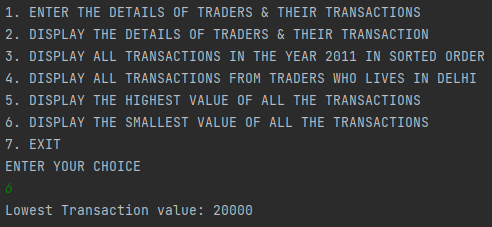 1. ENTER THE DETAILS OF TRADERS & THEIR TRANSACTIONS
2. DISPLAY THE DETAILS OF TRADERS & THEIR TRANSACTION
3. DISPLAY ALL TRANSACTIONS IN THE YEAR 2011 IN SORTED ORDER
4. DISPLAY ALL TRANSACTIONS FROM TRADERS WHO LIVES IN DELHI
5. DISPLAY THE HIGHEST VALUE OF ALL THE TRANSACTIONS
6. DISPLAY THE SMALLEST VALUE OF ALL THE TRANSACTIONS
7. EXIT
ENTER YOUR CHOICE
6
Lowest Transaction value: 20000